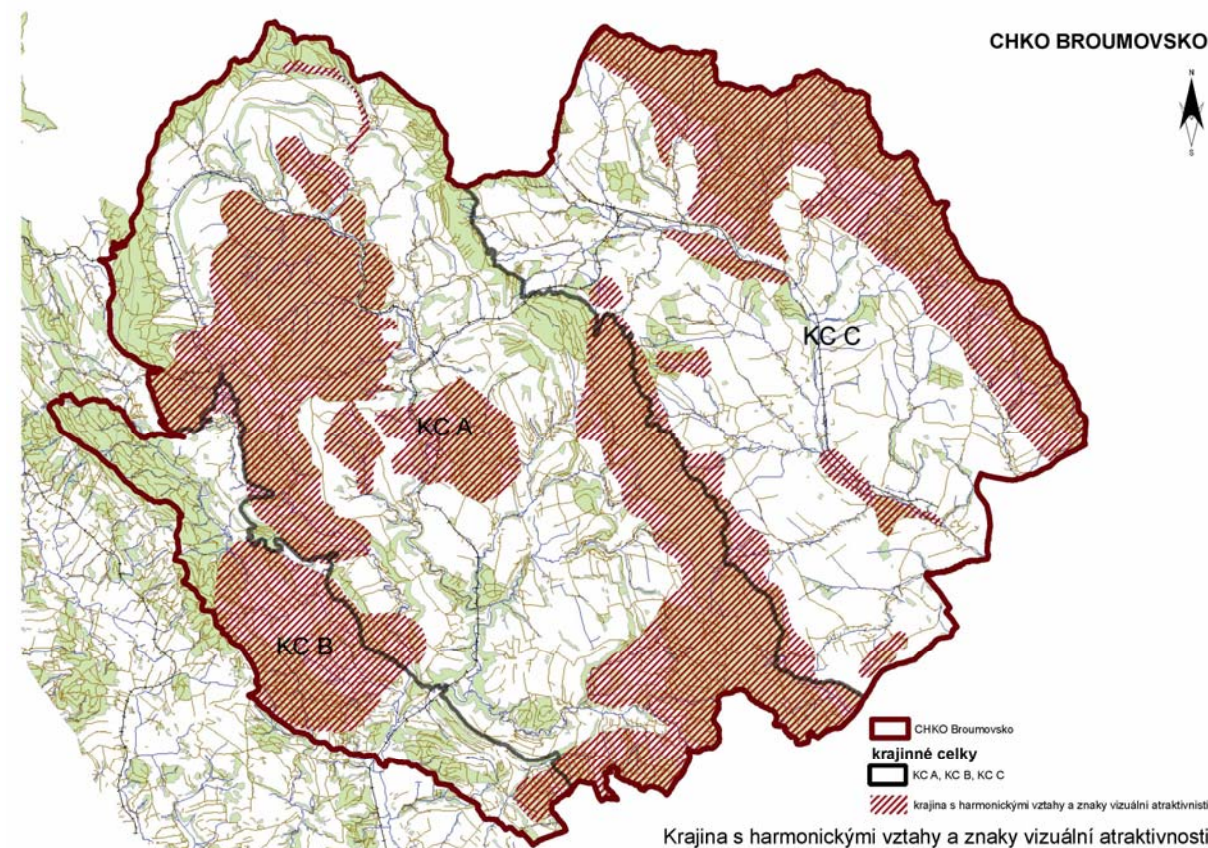 CHKO BROUMOVSKO
N
S
KC C
KC A
KC B
CHKO Broumovsko
krajinné celky
KC A, KC B, KC C
krajina s harmonickými vztahy a znaky vizuální atraktivnisti
Krajina s harmonickými vztahy a znaky vizuální atraktivnosti